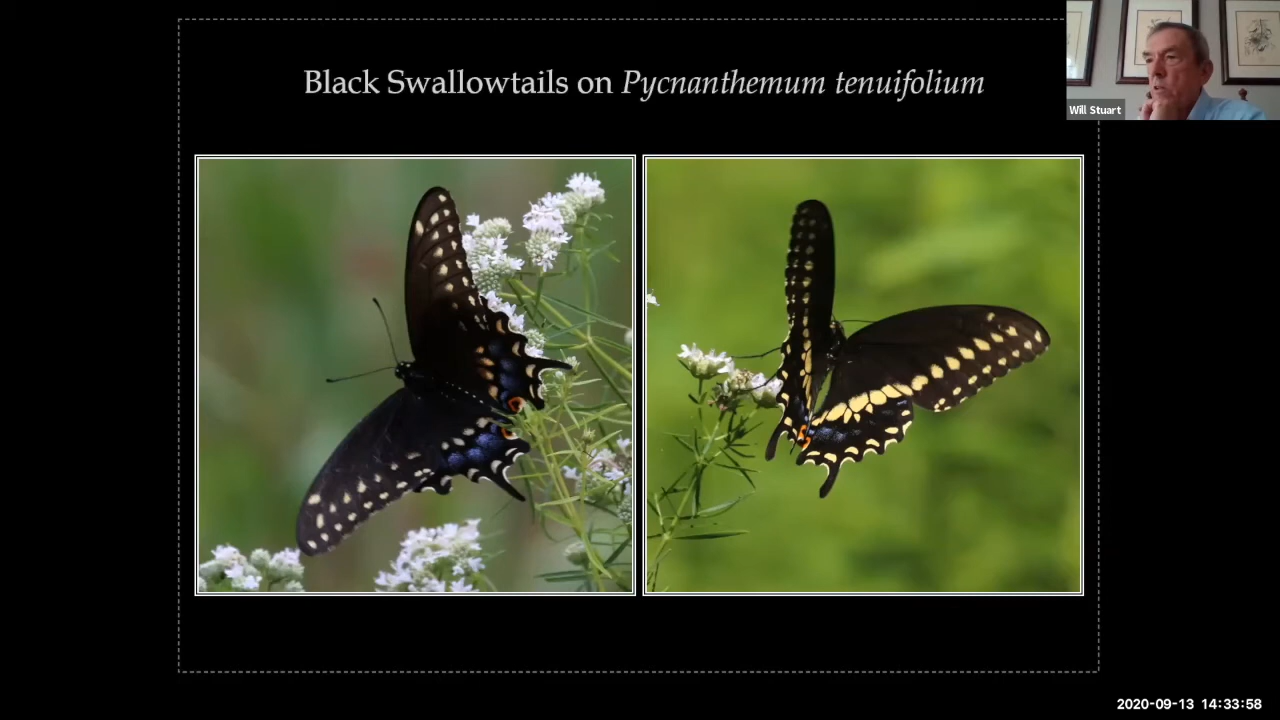 Black Swallowtails on Pycnanthemum tenuifolium
Will Stuart
2020-09-13 14:33:58